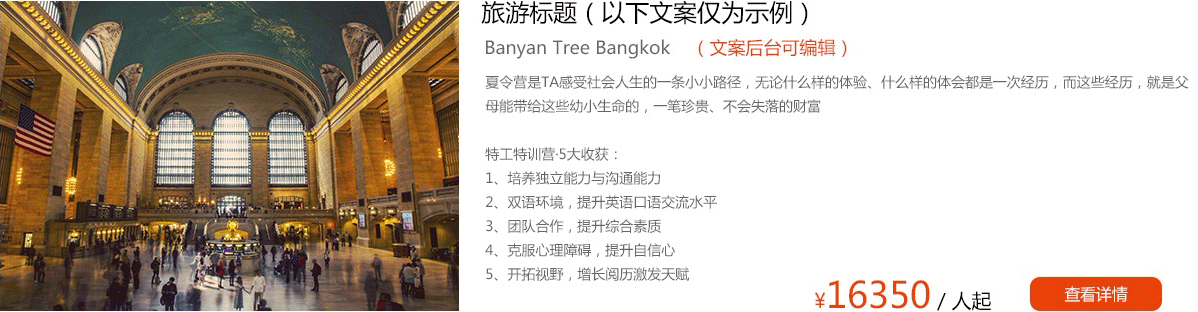 旅游标题（以下文案仅为示例）
Banyan Tree Bangkok （文案后台可编辑）
夏令营是TA感受社会人生的一条小小路径，无论什么样的体验、什么样的体会都是一次经历，而这些经历，就是父
母能带给这些幼小生命的，一笔珍贵、不会失落的财富
特工特训营·5大收获：
1、培养独立能力与沟通能力
2、双语环境，提升英语口语交流水平
3、团队合作，提升综合素质
4、克服心理障碍，提升自信心
5、开拓视野，增长阅历激发天赋
¥16350 / 人起
查看详情